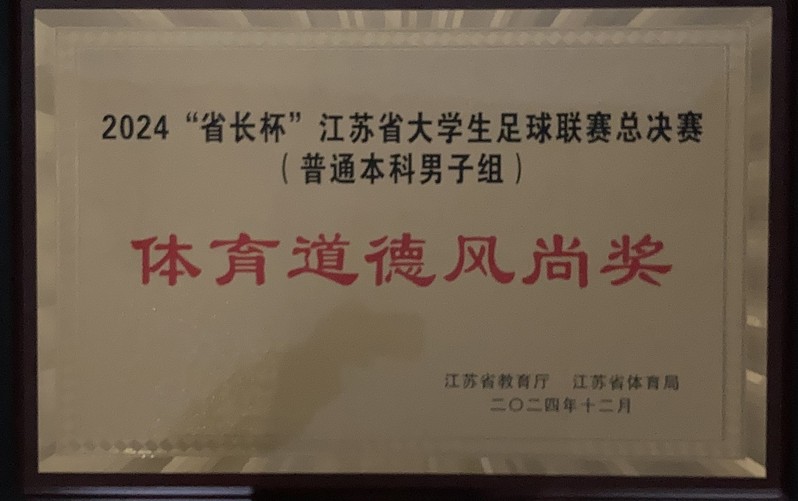 2024“省长杯”江苏省大学生足球联赛总决赛
（普通本科男子组）
体育道德风尚奖
江苏省教育厅 江苏省体育局
二〇二四年十二月